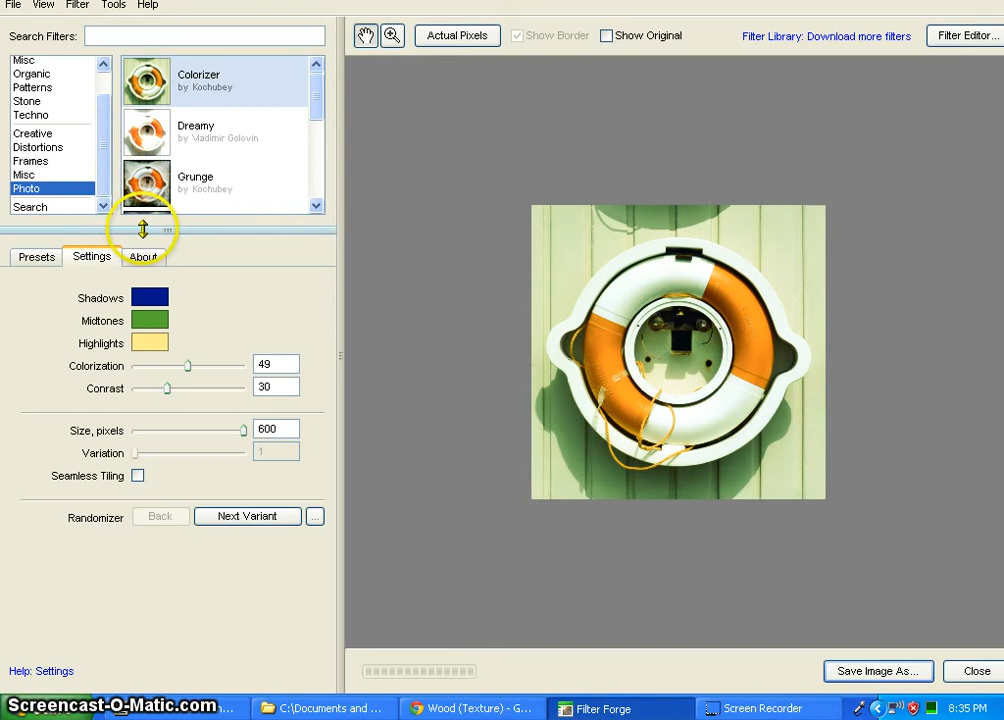 File View Filter Tools Help
Search Filters:
Actual Pixels Show Border Show Original Filter Library: Download more filters Filter Editor...
Misc
Organic
Patterns
Stone
Techno
Creative
Distortions
Frames
Misc
Photo
Search
Colorizer
by Kochubey
Dreamy
by Vladimir Golovin
Grunge
by Kochubey
Presets Settings About
Shadows
Midtones
Highlights
Colorization 49
Conrast 30
Size, pixels 600
Variation 1
Seamless Tiling
Randomizer Back Next Variant ...
Help: Settings
Save Image As... Close
Screencast-O-Matic.com
n... C:\Documents and ... Wood (Texture) - G... Filter Forge Screen Recorder 8:35 PM